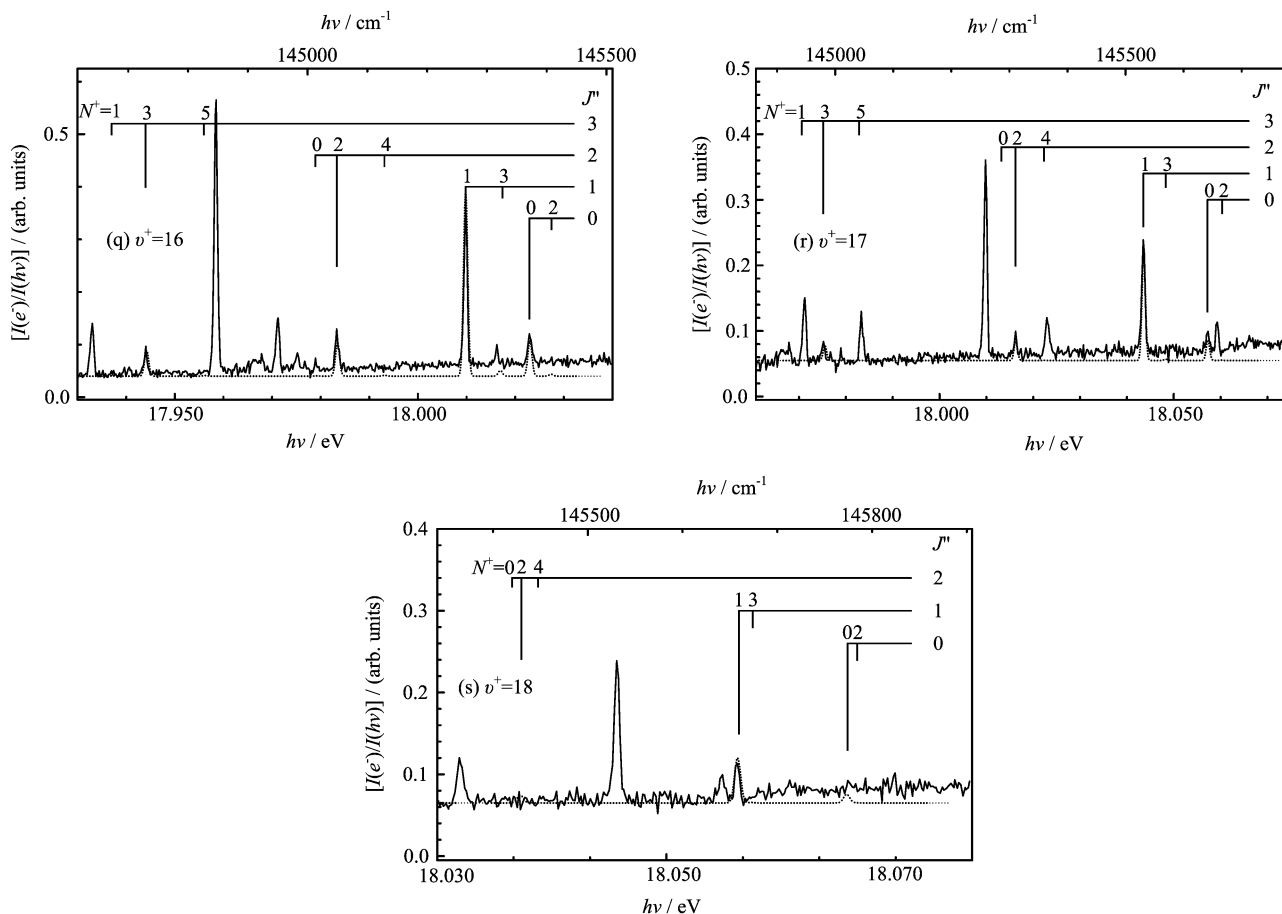 hν / cm⁻¹
145000 145500
J"
N⁺=1 3 5 3
0 2 4 2
1 3 1
0 2 0
(q) υ⁺=16
[I(e⁻)/I(hν)] / (arb. units)
0.5
0.0
17.950 18.000
hν / eV
hν / cm⁻¹
145000 145500
J"
N⁺=1 3 5 3
0 2 4 2
1 3 1
0 2 0
(r) υ⁺=17
[I(e⁻)/I(hν)] / (arb. units)
0.5
0.4
0.3
0.2
0.1
0.0
18.000 18.050
hν / eV
hν / cm⁻¹
145500 145800
J"
N⁺=0 2 4 2
1 3 1
02 0
(s) υ⁺=18
[I(e⁻)/I(hν)] / (arb. units)
0.4
0.3
0.2
0.1
0.0
18.030 18.050 18.070
hν / eV